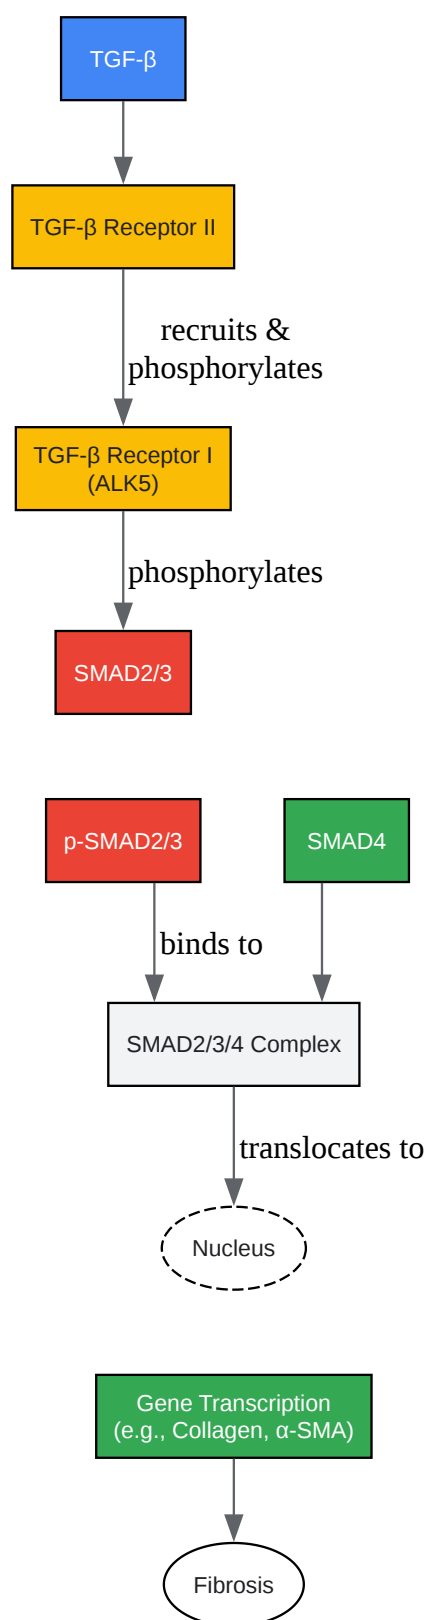 TGF-β
TGF-β Receptor II
recruits &
phosphorylates
TGF-β Receptor I
(ALK5)
phosphorylates
SMAD2/3
p-SMAD2/3
SMAD4
binds to
SMAD2/3/4 Complex
translocates to
Nucleus
Gene Transcription
(e.g., Collagen, α-SMA)
Fibrosis